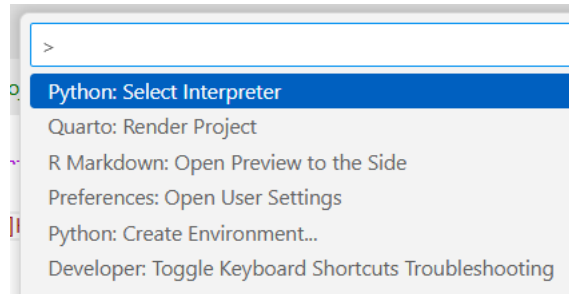 >
Python: Select Interpreter
Quarto: Render Project
R Markdown: Open Preview to the Side
Preferences: Open User Settings
Python: Create Environment...
Developer: Toggle Keyboard Shortcuts Troubleshooting